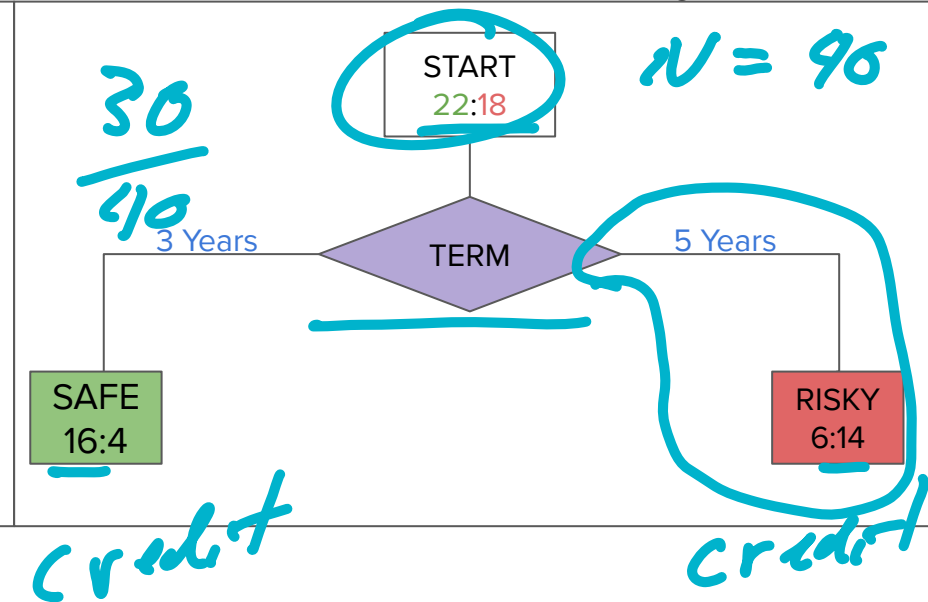 START
22:18
N = 40
30
40
3 Years
TERM
5 Years
SAFE
16:4
RISKY
6:14
credit
credit